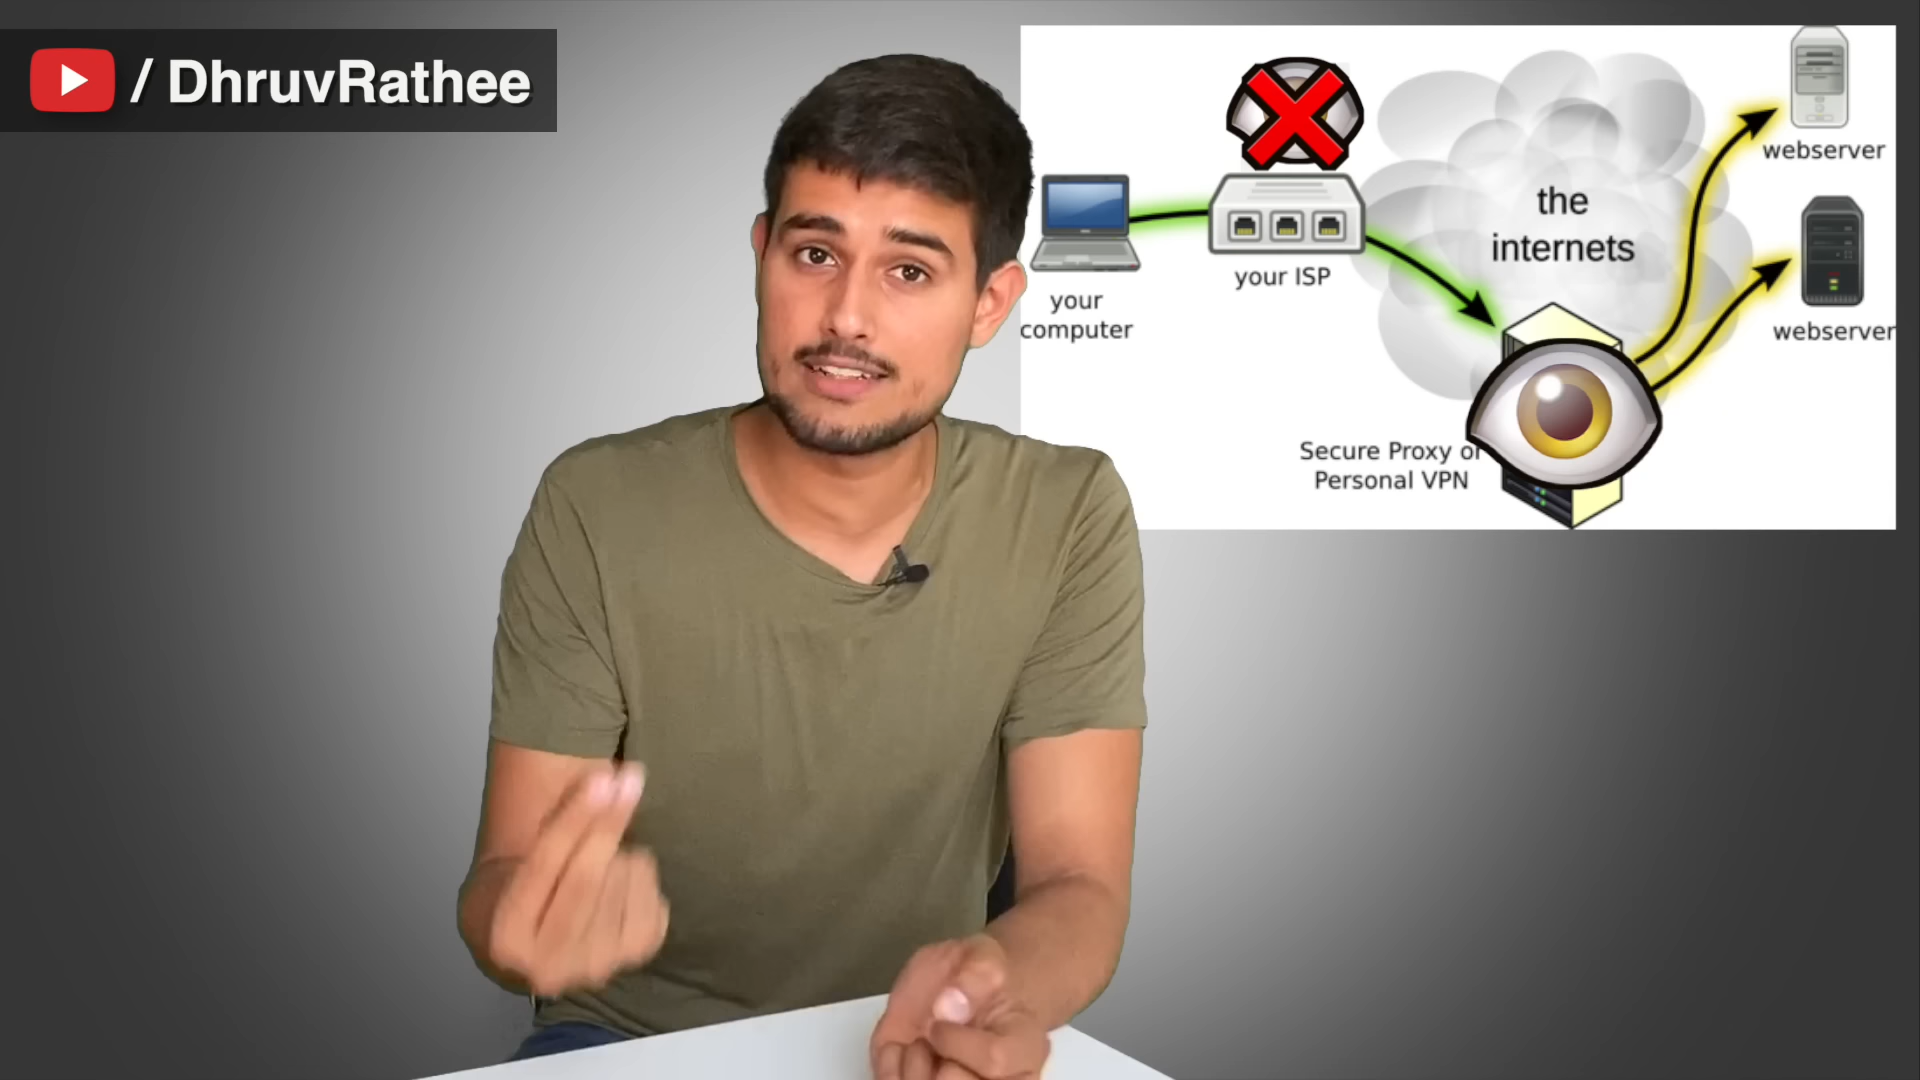 / DhruvRathee
webserver
the
internets
your ISP
your
computer
webserver
Secure Proxy or
Personal VPN